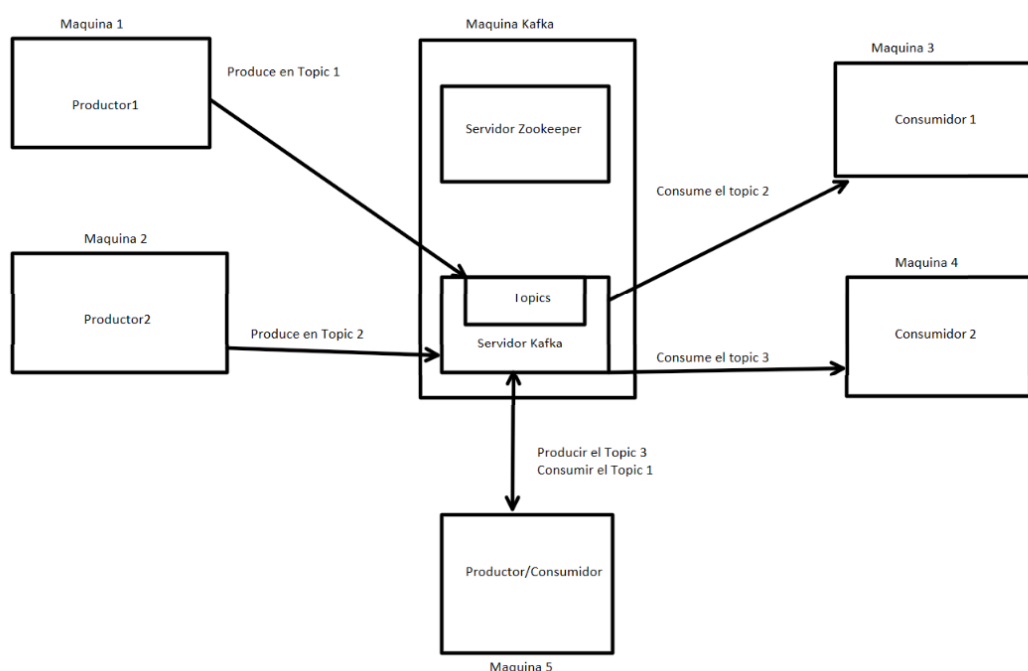 Maquina 1
Productor1
Produce en Topic 1
Maquina Kafka
Servidor Zookeeper
Maquina 3
Consumidor 1
Consume el topic 2
Maquina 2
Productor2
Produce en Topic 2
Topics
Servidor Kafka
Maquina 4
Consumidor 2
Consume el topic 3
Producir el Topic 3
Consumir el Topic 1
Productor/Consumidor
Maquina 5